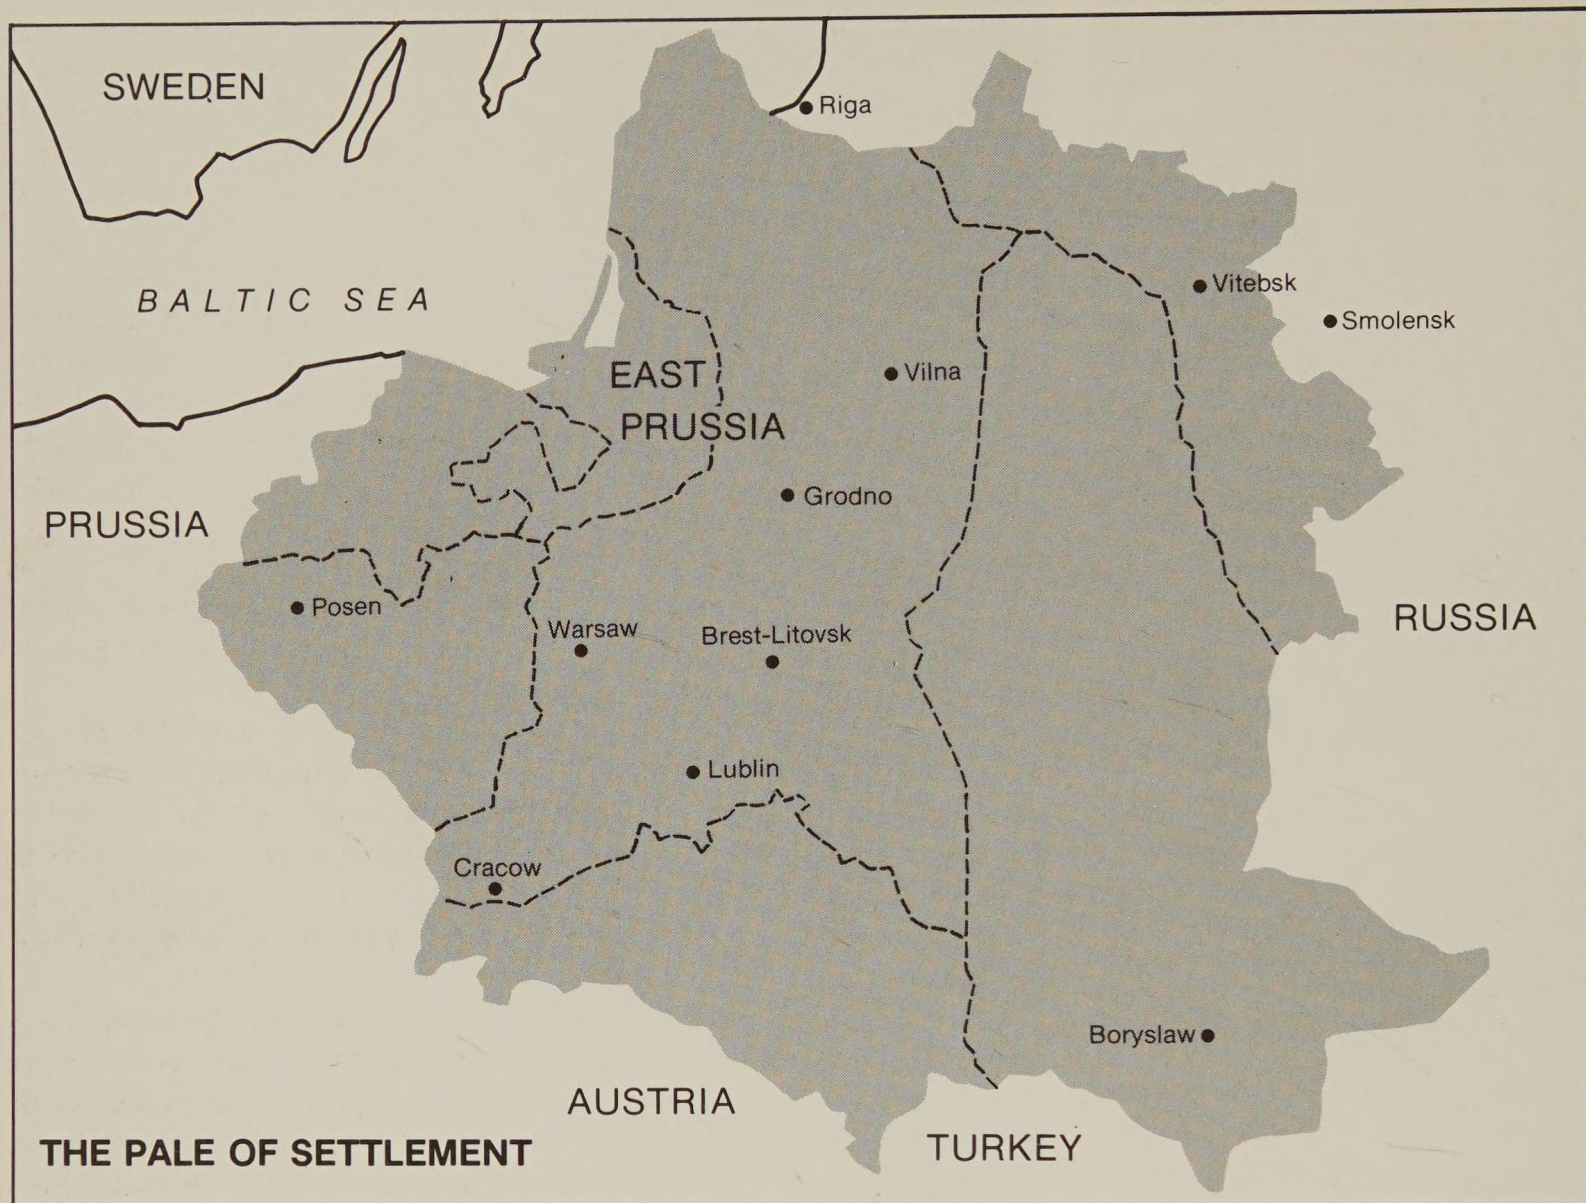 SWEDEN
Riga
BALTIC SEA
Vitebsk
Smolensk
Vilna
EAST
PRUSSIA
Grodno
PRUSSIA
Posen
Warsaw
Brest-Litovsk
RUSSIA
Lublin
Cracow
Boryslaw
AUSTRIA
TURKEY
THE PALE OF SETTLEMENT